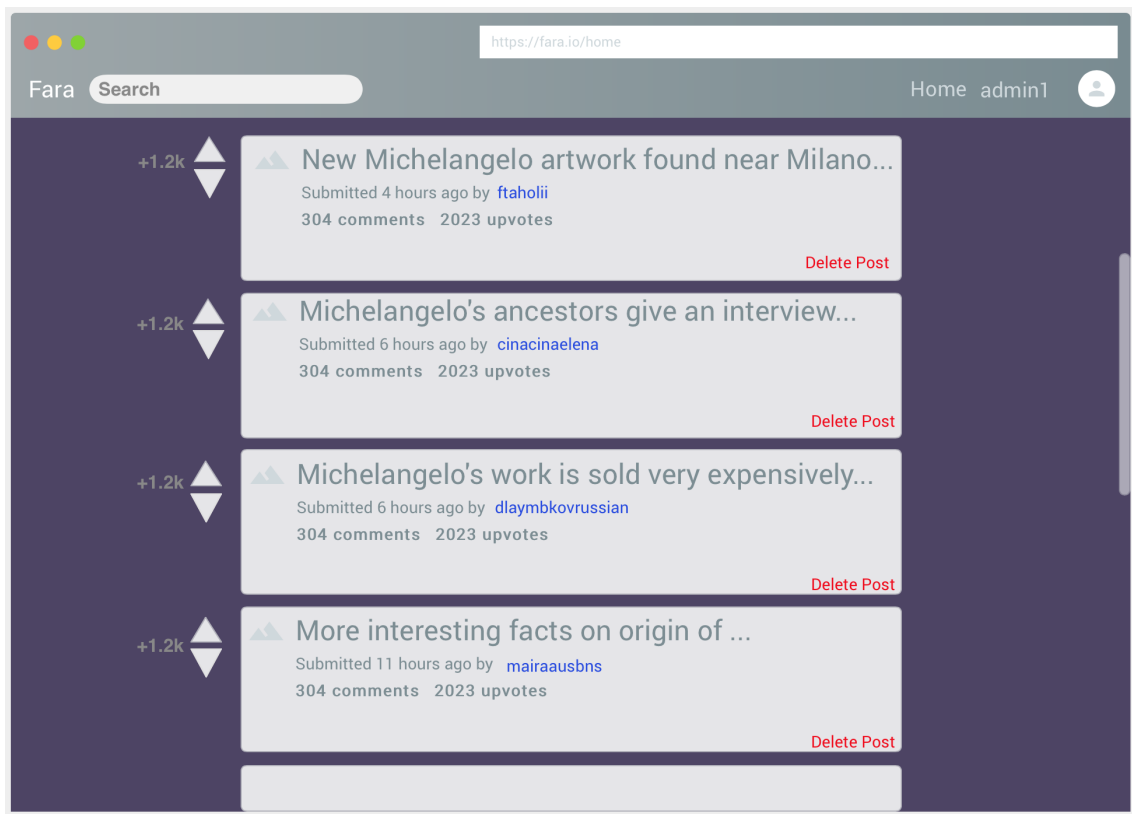 https://fara.io/home
Fara Search Home admin1
+1.2k
New Michelangelo artwork found near Milano...
Submitted 4 hours ago by ftaholii
304 comments 2023 upvotes
Delete Post
+1.2k
Michelangelo's ancestors give an interview...
Submitted 6 hours ago by cinacinaelena
304 comments 2023 upvotes
Delete Post
+1.2k
Michelangelo's work is sold very expensively...
Submitted 6 hours ago by dlaymbkovrussian
304 comments 2023 upvotes
Delete Post
+1.2k
More interesting facts on origin of ...
Submitted 11 hours ago by mairaausbns
304 comments 2023 upvotes
Delete Post